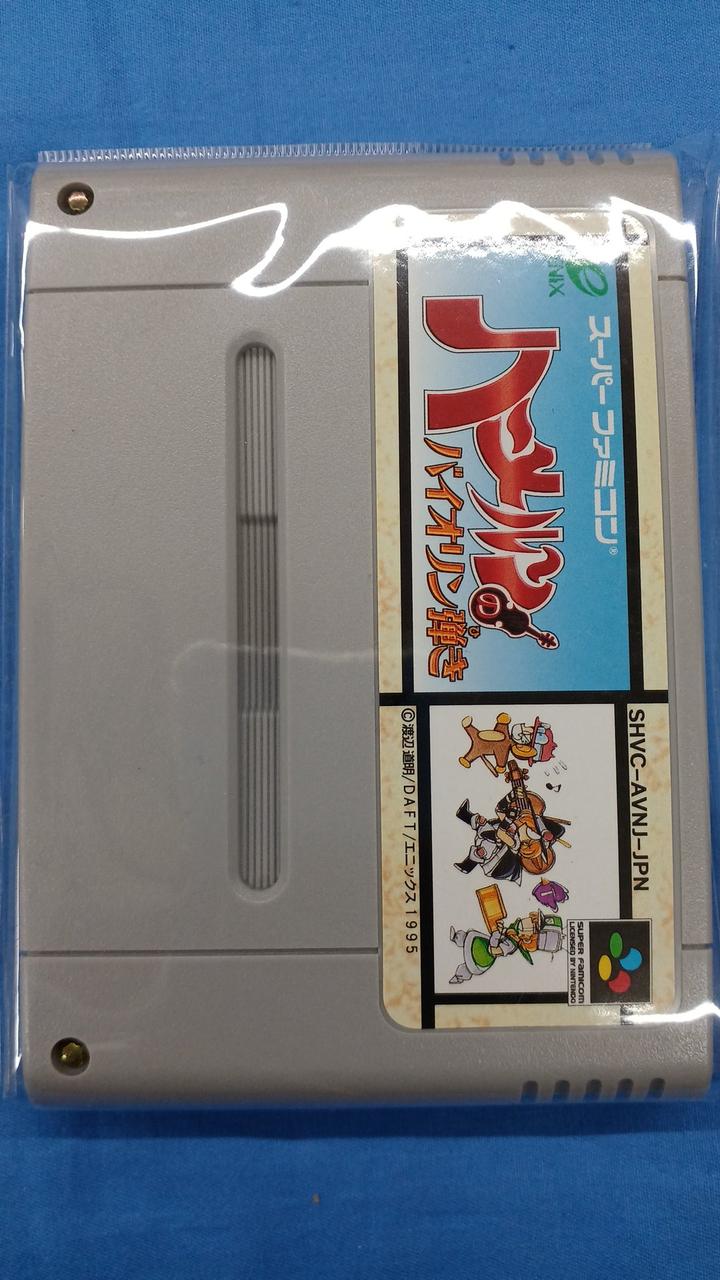 ENIX
スーパーファミコン®
ハーメルの
バイオリン弾き
SHVC-AVNJ-JPN
SUPER FAMICOM
LICENSED BY NINTENDO
©渡辺 道明/DAFT/エニックス 1995